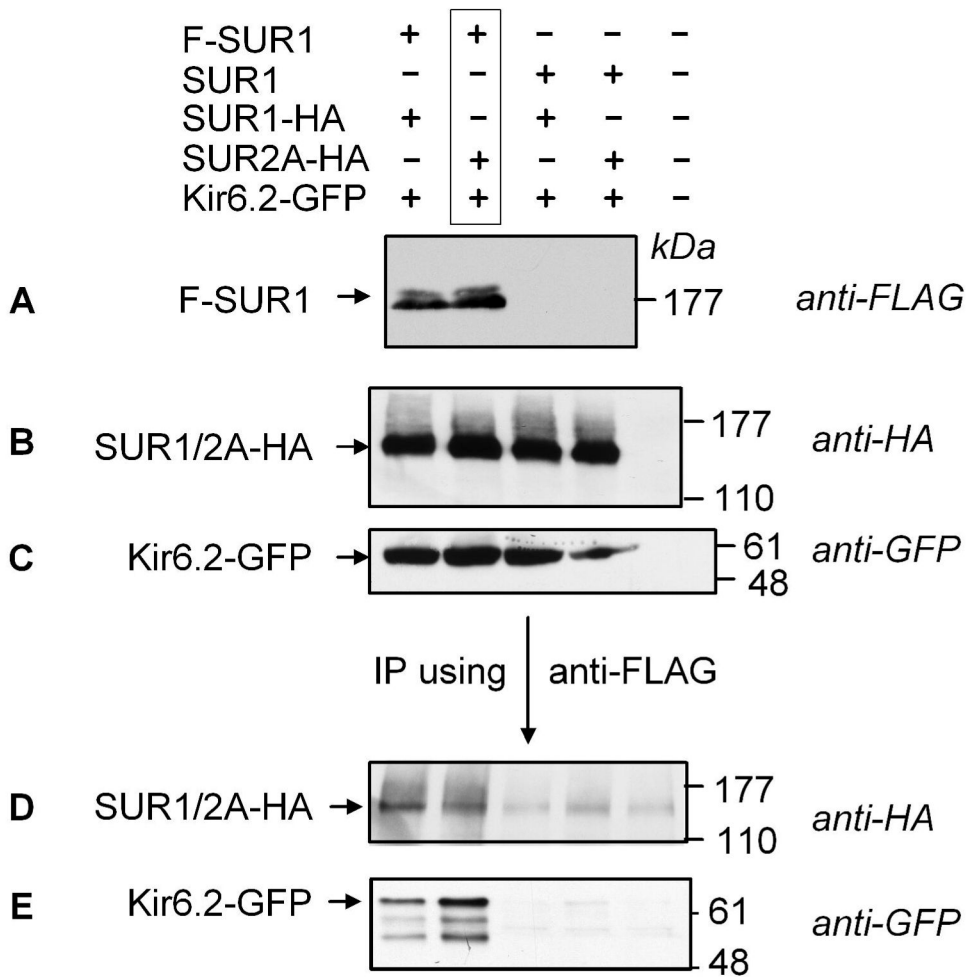 F-SUR1 + + – – –
SUR1 – – + + –
SUR1-HA + – + – –
SUR2A-HA – + – + –
Kir6.2-GFP + + + + –
kDa
A F-SUR1 177 anti-FLAG
177
B SUR1/2A-HA anti-HA
110
C Kir6.2-GFP 61 anti-GFP
48
IP using anti-FLAG
177
D SUR1/2A-HA anti-HA
110
E Kir6.2-GFP 61 anti-GFP
48